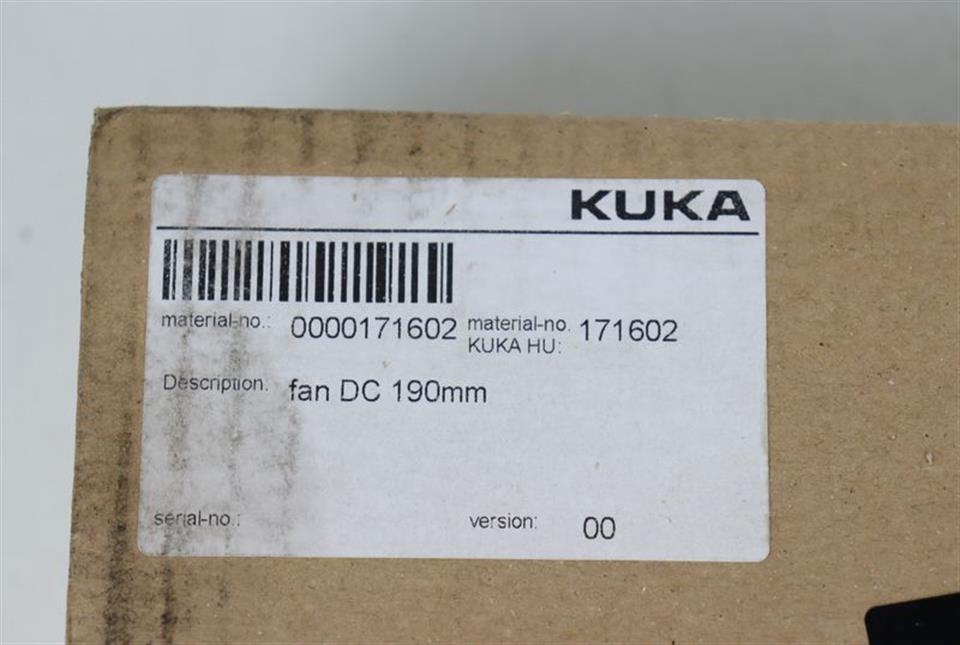 KUKA
material-no.: 0000171602 material-no. 171602
KUKA HU:
Description. fan DC 190mm
serial-no.: version: 00